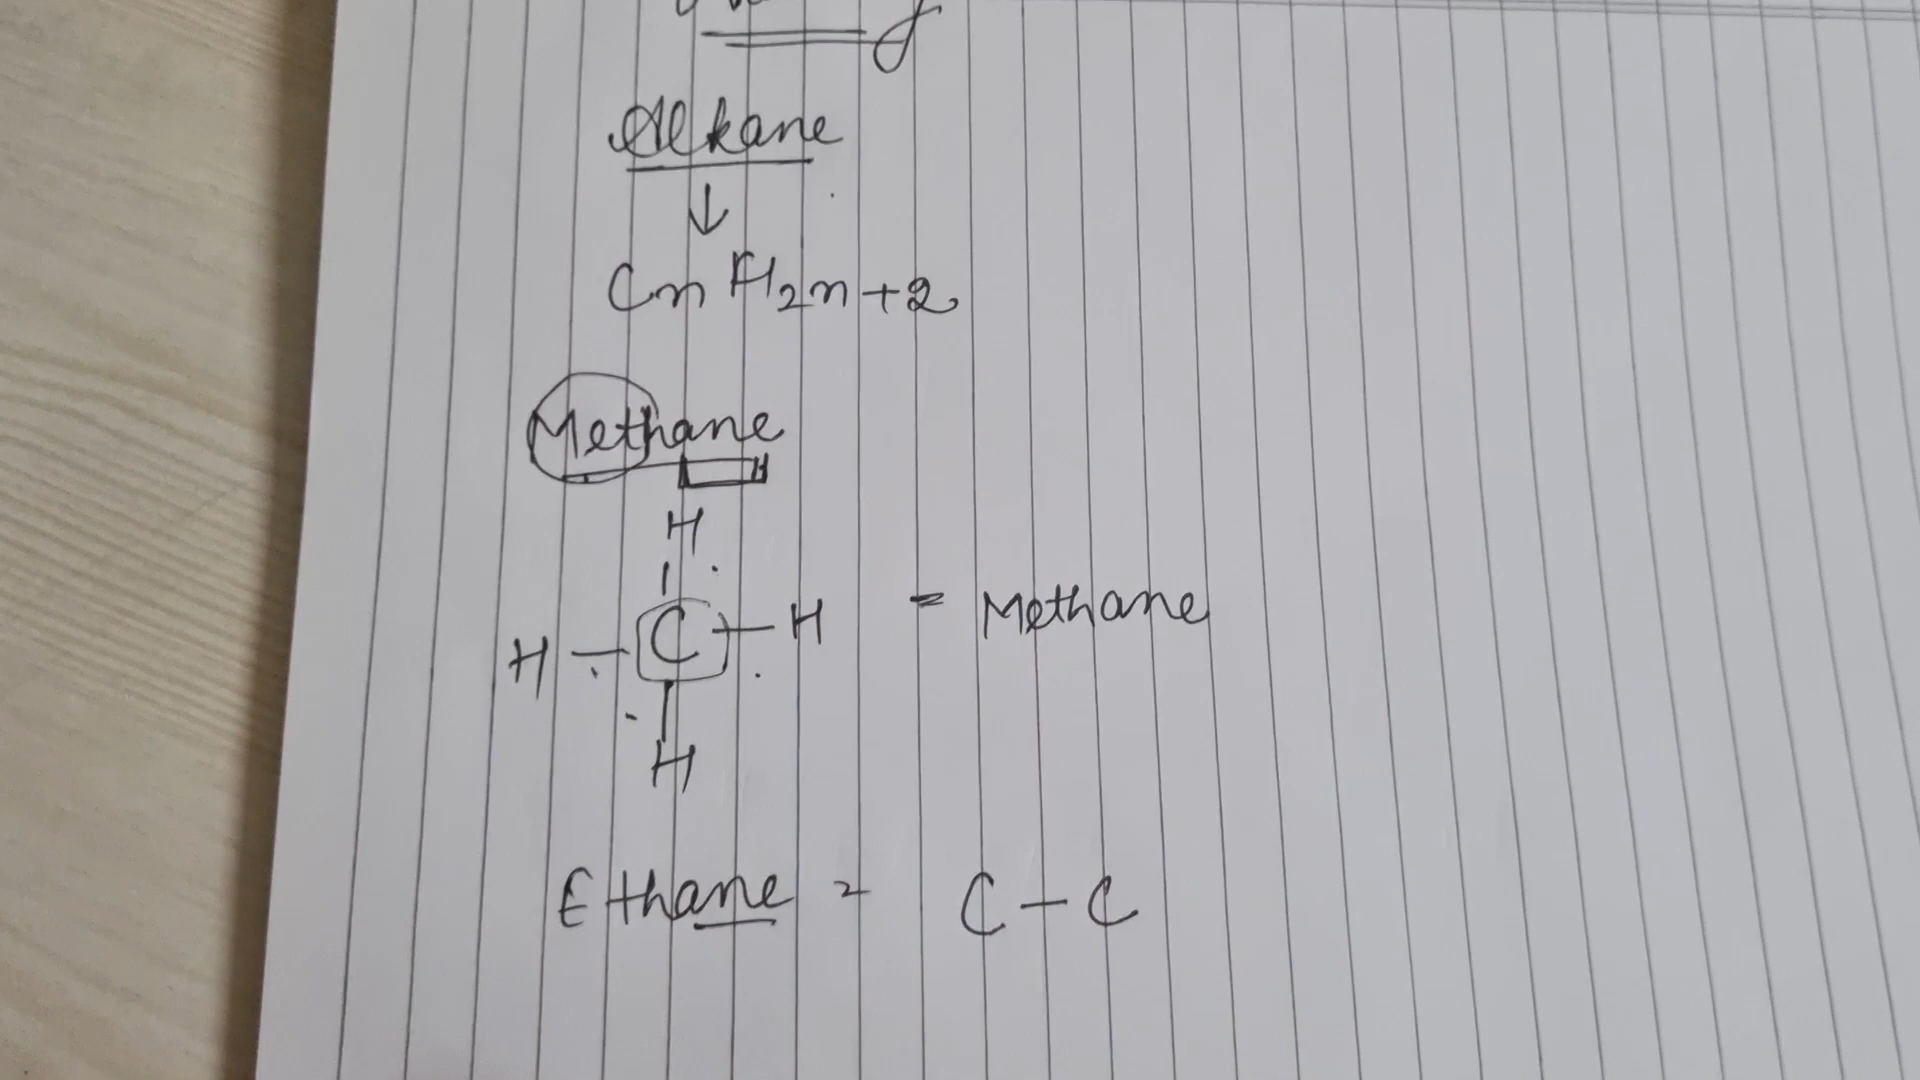 Alkane
↓
CnH2n+2
Methane
H
H - C - H = Methane
H
Ethane = C - C